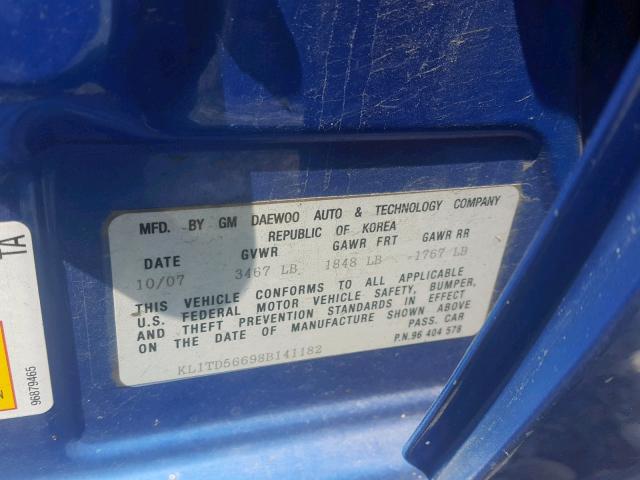 MFD. BY GM DAEWOO AUTO & TECHNOLOGY COMPANY
REPUBLIC OF KOREA
DATE GVWR GAWR FRT GAWR RR
10/07 3467 LB 1848 LB 1767 LB
THIS VEHICLE CONFORMS TO ALL APPLICABLE
U.S. FEDERAL MOTOR VEHICLE SAFETY, BUMPER,
AND THEFT PREVENTION STANDARDS IN EFFECT
ON THE DATE OF MANUFACTURE SHOWN ABOVE
PASS. CAR
KL1TD56698B141182
P.N.96 404 578
TA
96879465